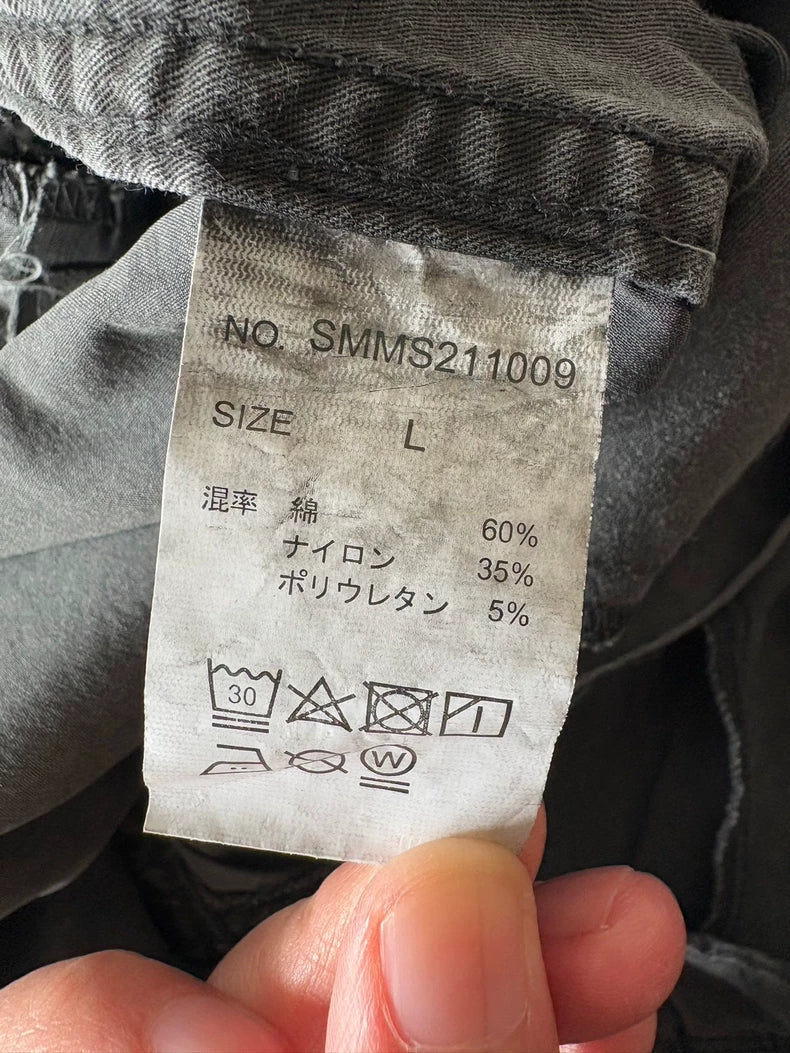 NO. SMMS211009
SIZE L
混率 綿 60%
ナイロン 35%
ポリウレタン 5%
30
W